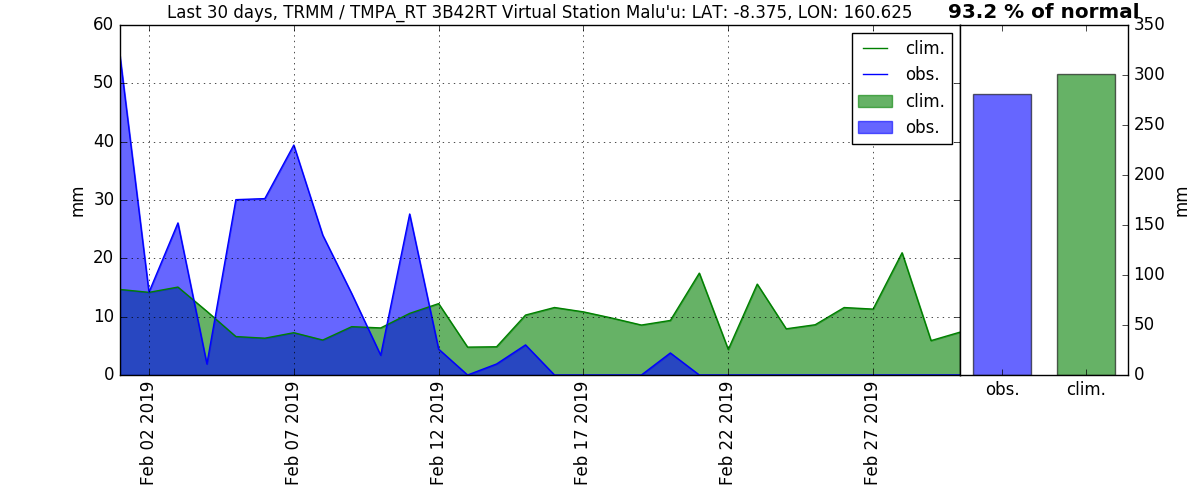 Last 30 days, TRMM / TMPA_RT 3B42RT Virtual Station Malu'u: LAT: -8.375, LON: 160.625
93.2 % of normal
60
50
40
30
20
10
0
mm
clim.
obs.
clim.
obs.
Feb 02 2019
Feb 07 2019
Feb 12 2019
Feb 17 2019
Feb 22 2019
Feb 27 2019
350
300
250
200
150
100
50
0
mm
obs.
clim.